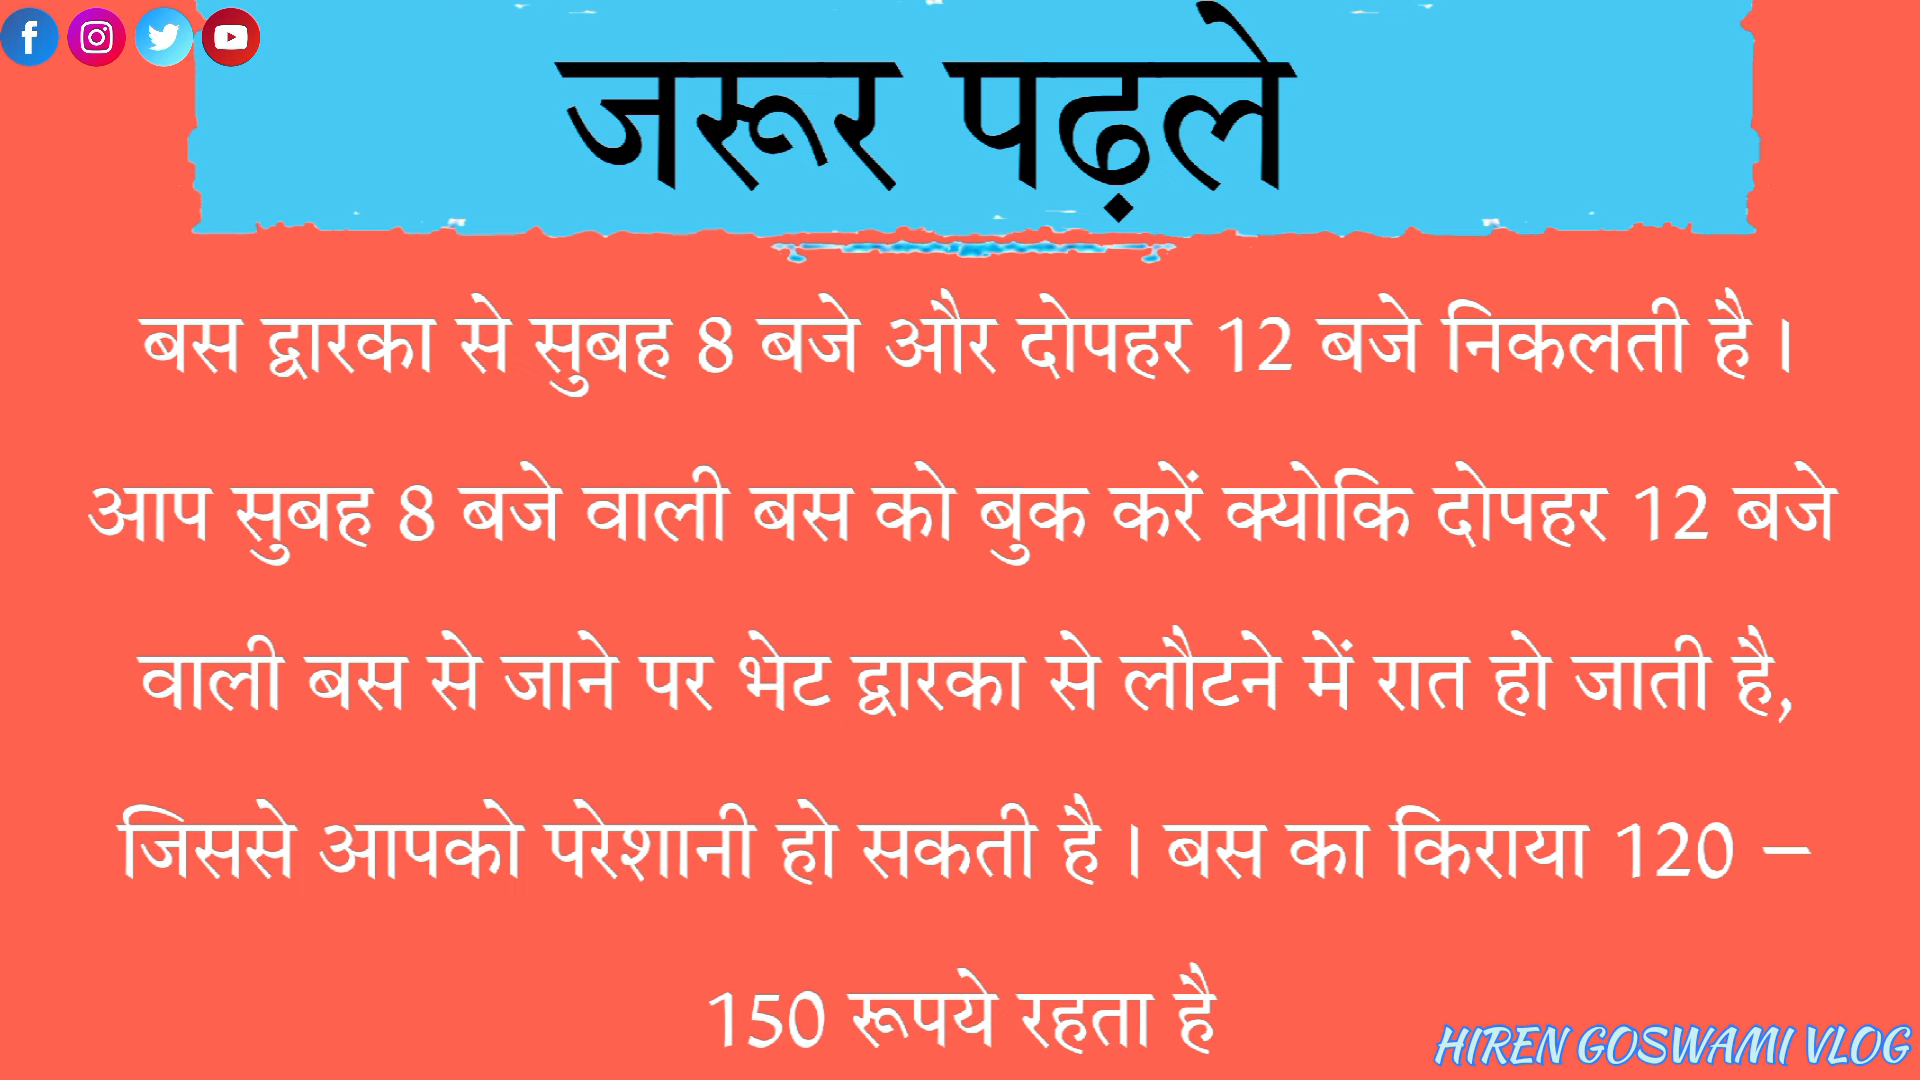 जरूर पढ़ले
बस द्वारका से सुबह 8 बजे और दोपहर 12 बजे निकलती है।
आप सुबह 8 बजे वाली बस को बुक करें क्योकि दोपहर 12 बजे
वाली बस से जाने पर भेट द्वारका से लौटने में रात हो जाती है,
जिससे आपको परेशानी हो सकती है। बस का किराया 120 –
150 रूपये रहता है
HIREN GOSWAMI VLOG